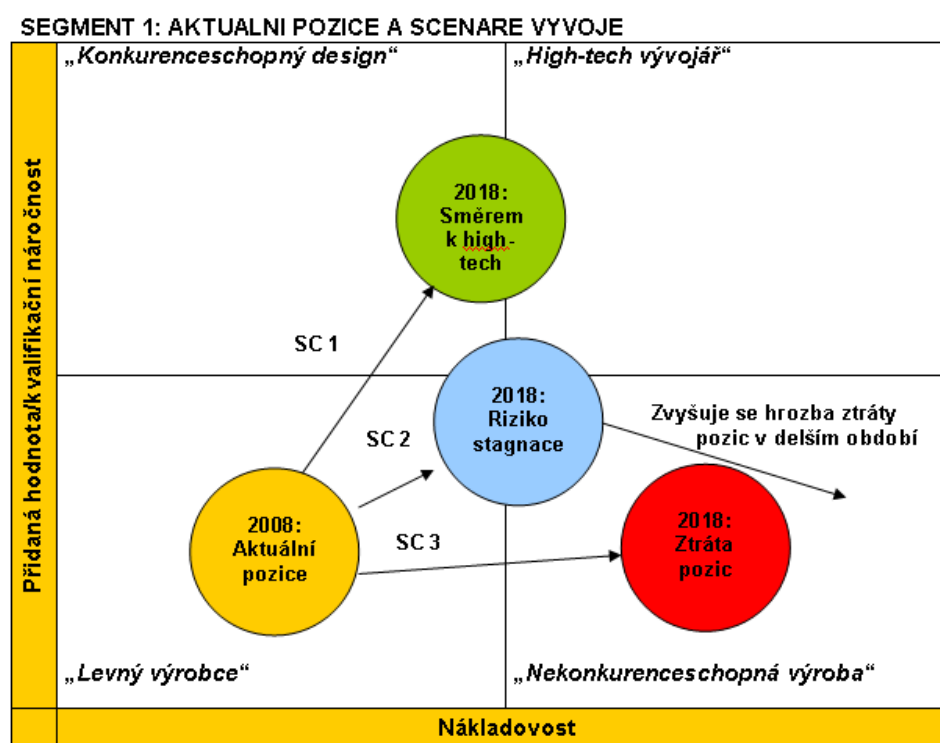 SEGMENT 1: AKTUALNI POZICE A SCENARE VYVOJE
„Konkurenceschopný design“
„High-tech vývojář“
Přidaná hodnota/kvalifikační náročnost
2018:
Směrem
k high-
tech
SC 1
2018:
Riziko
stagnace
Zvyšuje se hrozba ztráty
pozic v delším období
SC 2
2008:
Aktuální
pozice
SC 3
2018:
Ztráta
pozic
„Levný výrobce“
„Nekonkurenceschopná výroba“
Nákladovost